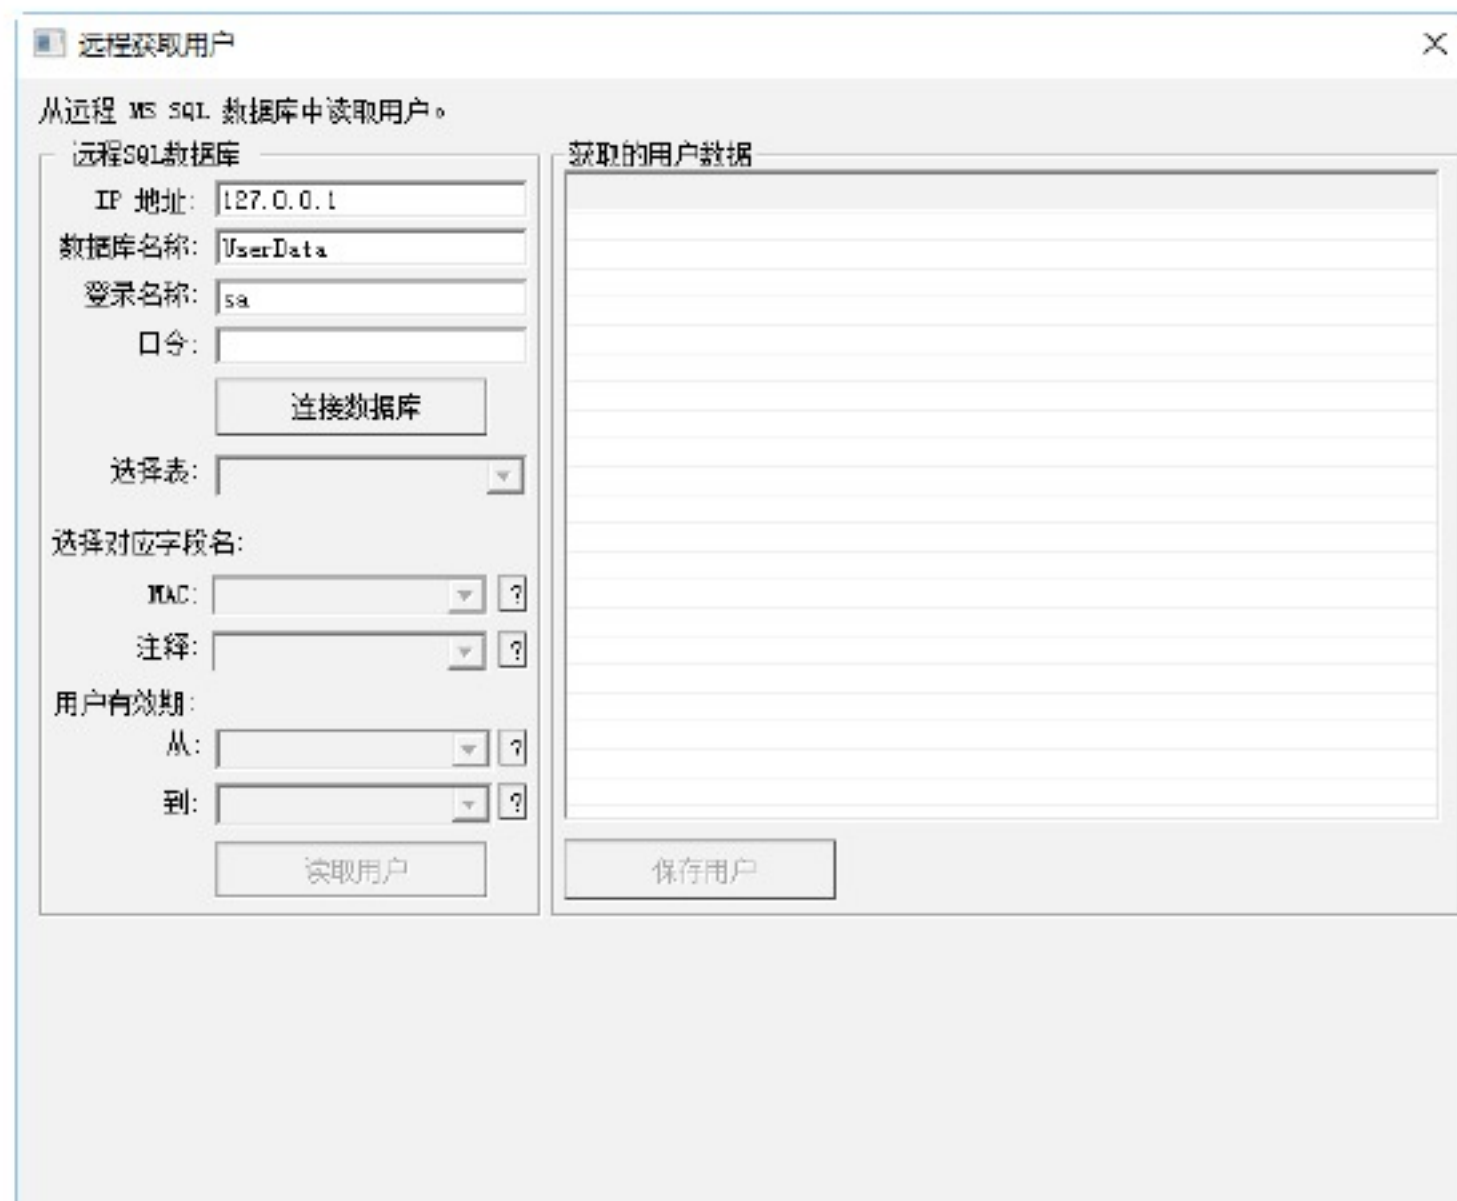 远程获取用户
从远程 MS SQL 数据库中读取用户。
远程SQL数据库
IP 地址: 127.0.0.1
数据库名称: UserData
登录名称: sa
口令:
连接数据库
选择表:
选择对应字段名:
MAC: ?
注释: ?
用户有效期:
从: ?
到: ?
读取用户
获取的用户数据
保存用户